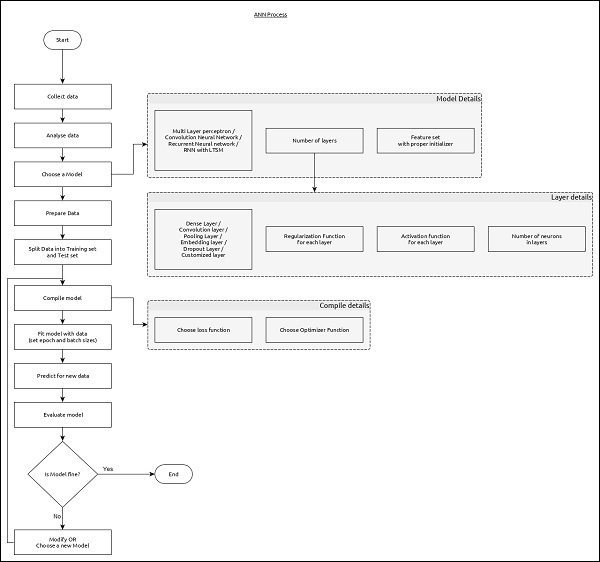 ANN Process
Start
Collect data
Analyse data
Choose a Model
Prepare Data
Split Data into Training set
and Test set
Compile model
Fit model with data
(set epoch and batch sizes)
Predict for new data
Evaluate model
Is Model fine?
Yes
End
No
Modify OR
Choose a new Model
Model Details
Multi Layer perceptron /
Convolution Neural Network /
Recurrent Neural network /
RNN with LTSM
Number of layers
Feature set
with proper initializer
Layer details
Dense Layer /
Convolution layer /
Pooling Layer /
Embedding layer /
Dropout Layer /
Customized layer
Regularization Function
for each layer
Activation function
for each layer
Number of neurons
in layers
Compile details
Choose loss function
Choose Optimizer Function